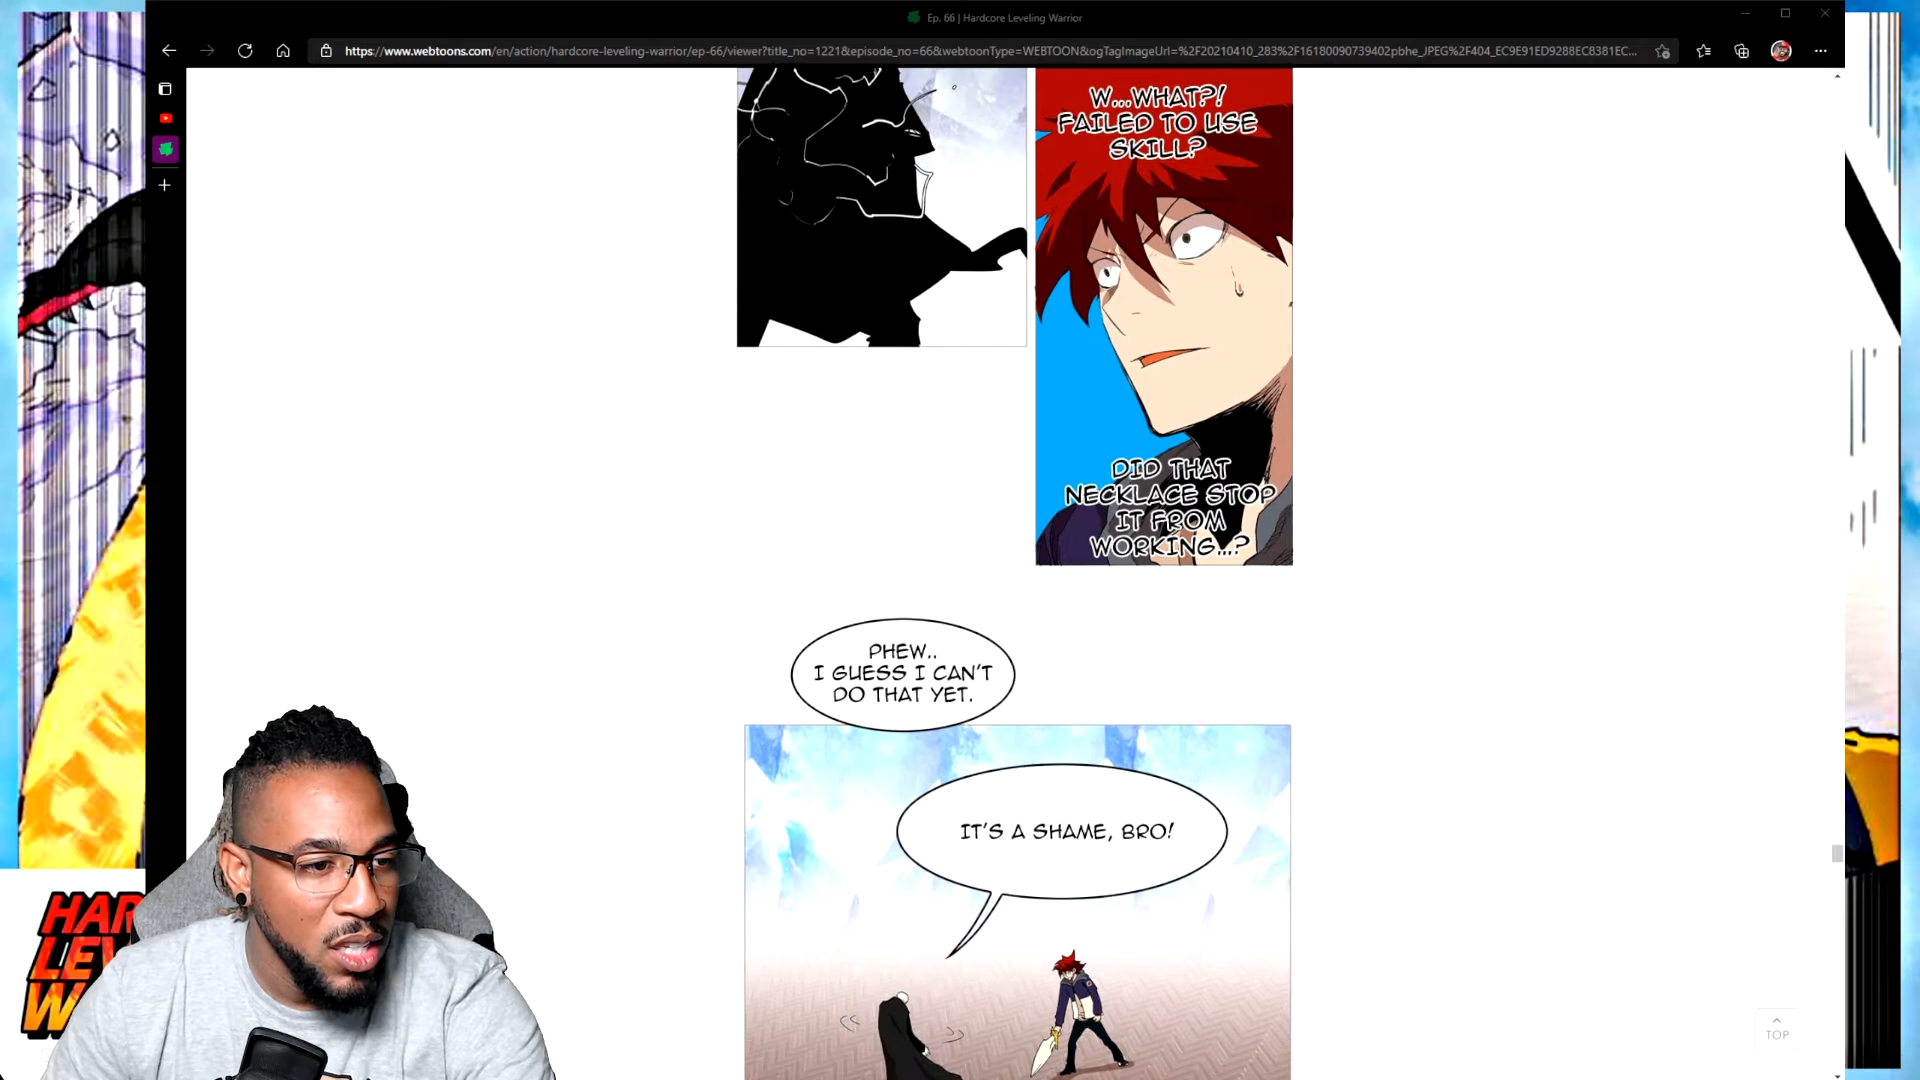 Ep. 66 | Hardcore Leveling Warrior
https://www.webtoons.com/en/action/hardcore-leveling-warrior/ep-66/viewer?title_no=1221&episode_no=66&webtoonType=WEBTOON&ogTagImageUrl=%2F20210410_283%2F16180090739402pbhe_JPEG%2F404_EC9E91ED9288EC8381EC...
W...WHAT?!
FAILED TO USE
SKILL?
DID THAT
NECKLACE STOP
IT FROM
WORKING...?
PHEW..
I GUESS I CAN'T
DO THAT YET.
IT'S A SHAME, BRO!
HAR
LEV
W
TOP